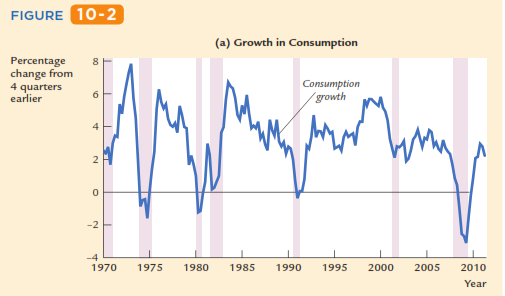 FIGURE 10-2
(a) Growth in Consumption
Percentage
change from
4 quarters
earlier
8
6
4
2
0
–2
–4
Consumption
growth
1970 1975 1980 1985 1990 1995 2000 2005 2010
Year